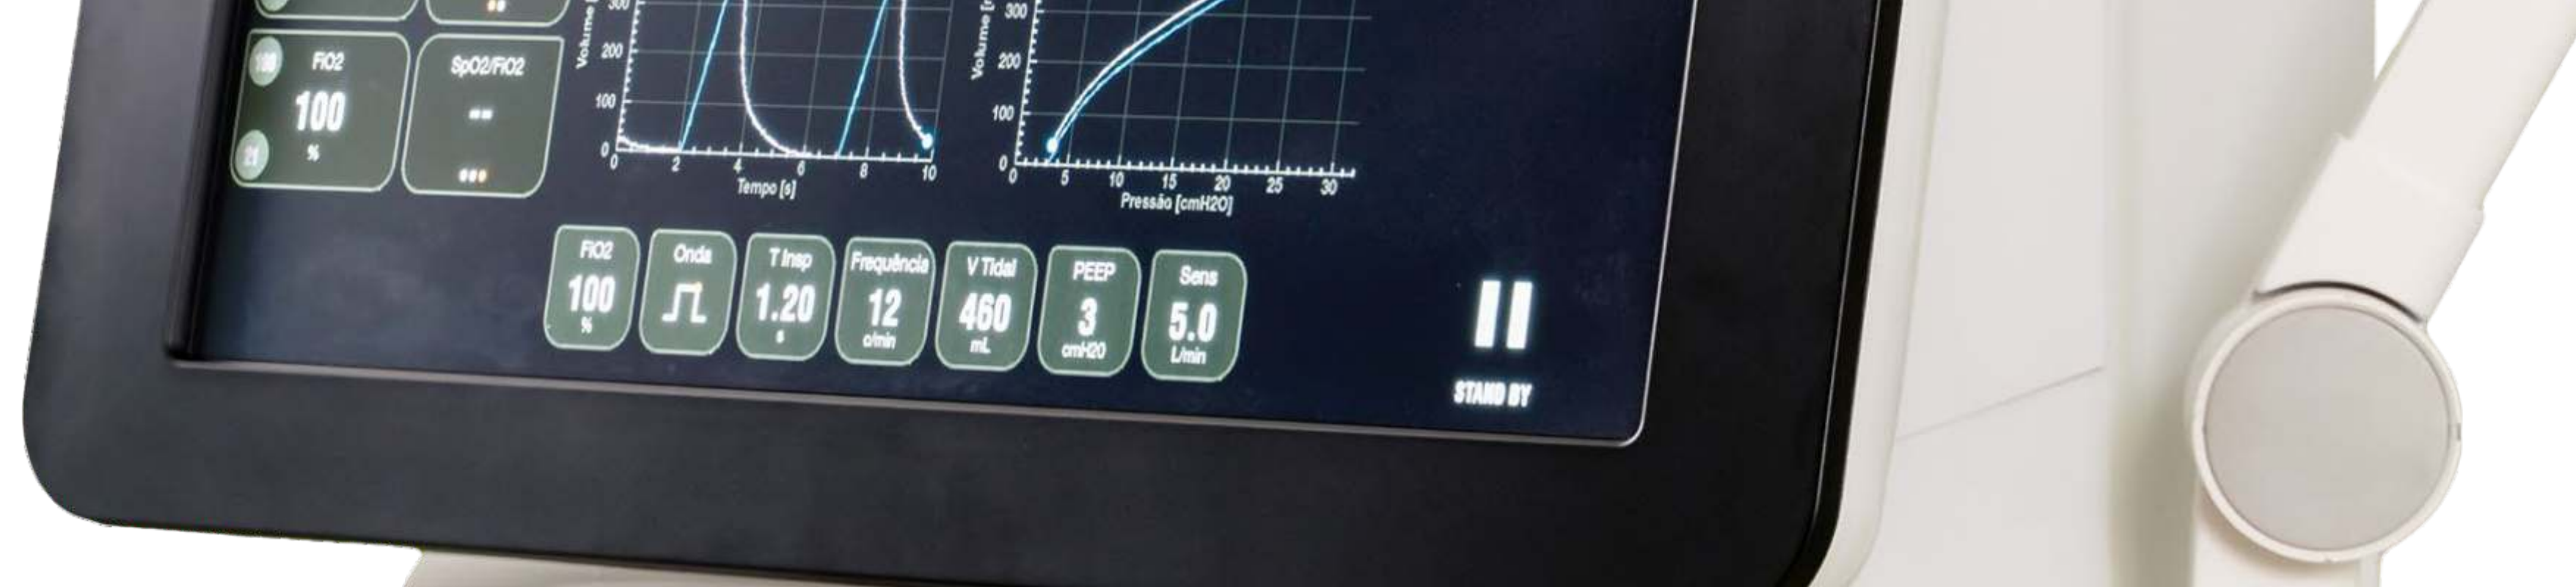 100
FiO2
100
%
21
SpO2/FiO2
--
Volume
300
200
100
0
0 2 4 6 8 10
Tempo [s]
Volume
300
200
100
0
0 5 10 15 20 25 30
Pressão [cmH2O]
FiO2
100
%
Onda
T Insp
1.20
s
Frequência
12
c/min
V Tidal
460
mL
PEEP
3
cmH2O
Sens
5.0
L/min
STAND BY